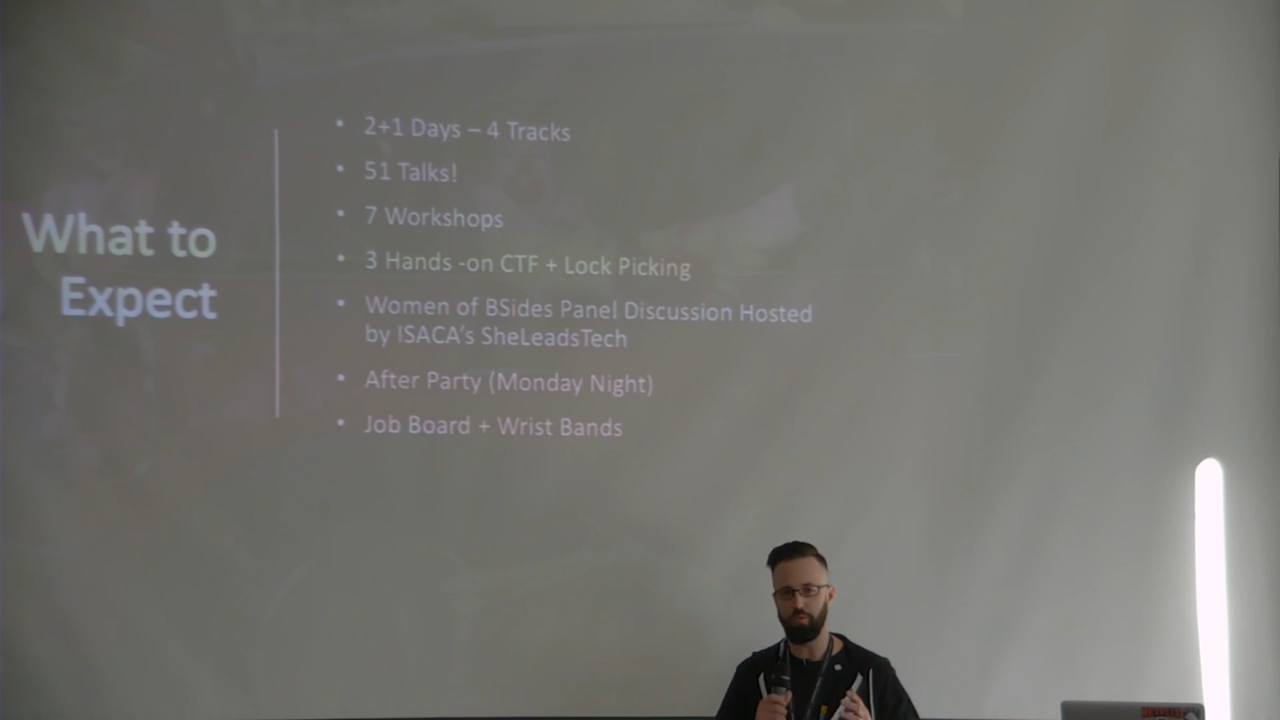 What to
Expect
• 2+1 Days – 4 Tracks
• 51 Talks!
• 7 Workshops
• 3 Hands -on CTF + Lock Picking
• Women of BSides Panel Discussion Hosted
by ISACA's SheLeadsTech
• After Party (Monday Night)
• Job Board + Wrist Bands
NETFLIX